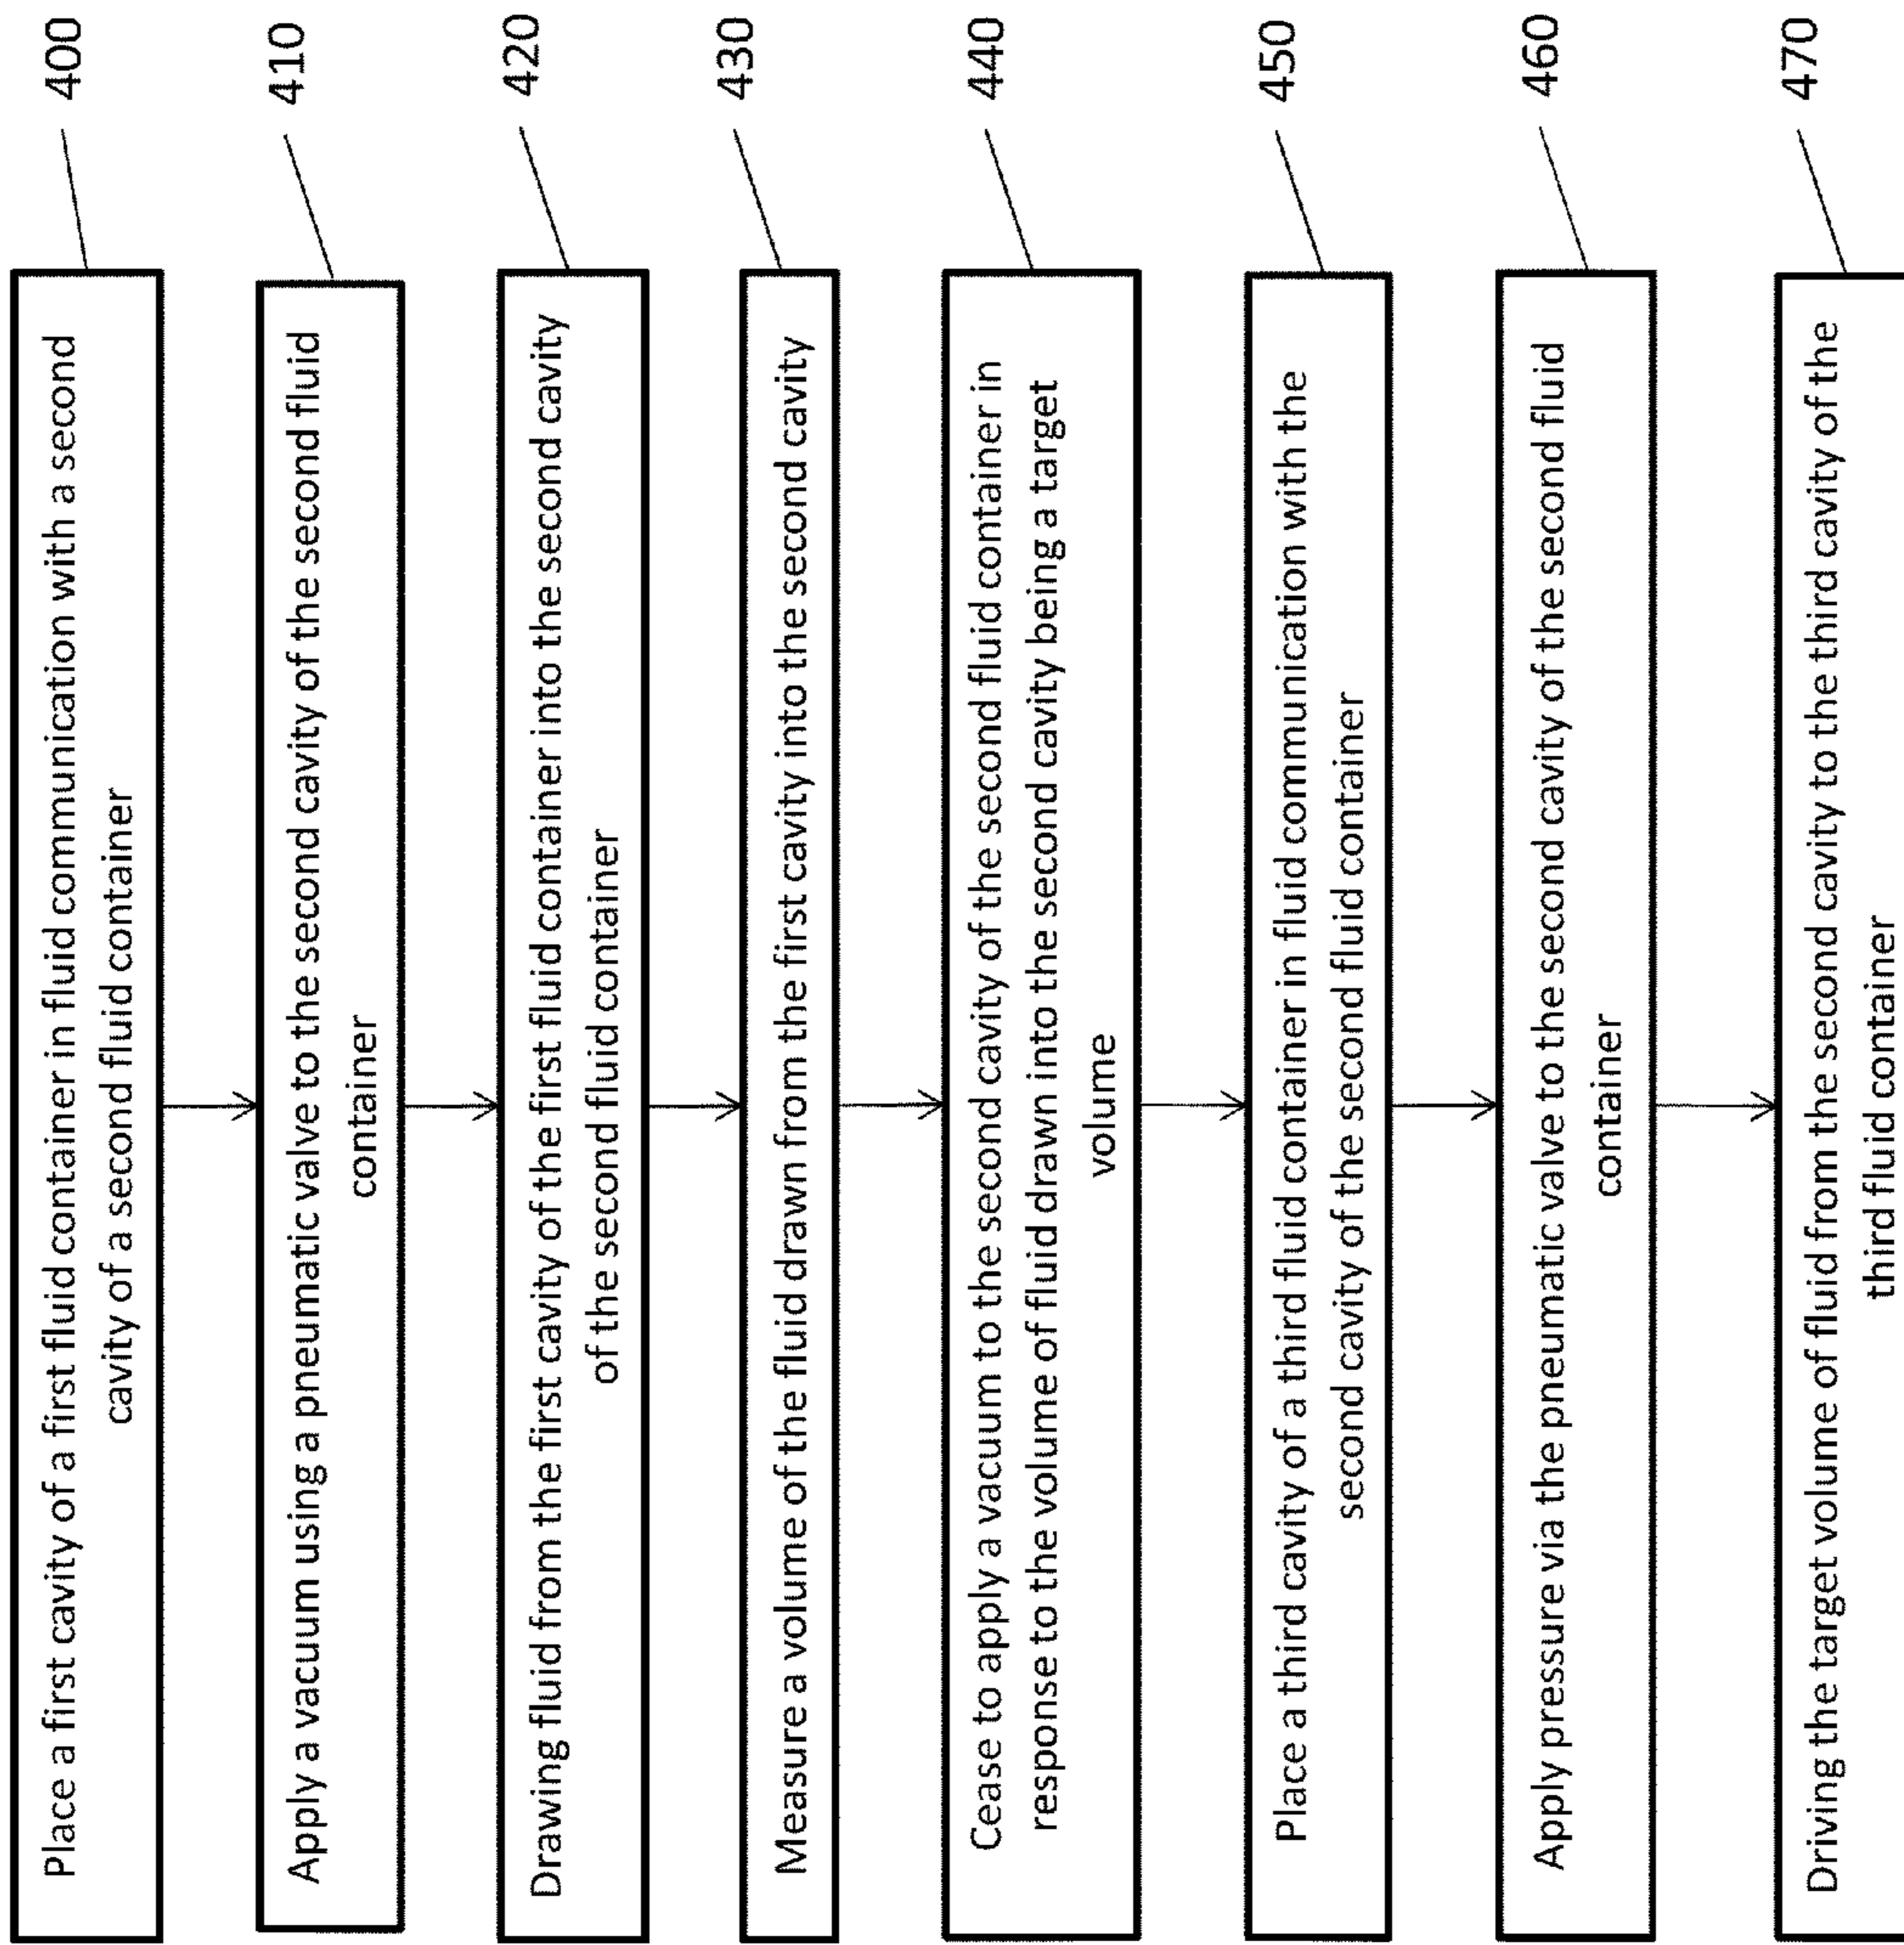 Place a first cavity of a first fluid container in fluid communication with a second
cavity of a second fluid container
400
Apply a vacuum using a pneumatic valve to the second cavity of the second fluid
container
410
Drawing fluid from the first cavity of the first fluid container into the second cavity
of the second fluid container
420
Measure a volume of the fluid drawn from the first cavity into the second cavity
430
Cease to apply a vacuum to the second cavity of the second fluid container in
response to the volume of fluid drawn into the second cavity being a target
volume
440
Place a third cavity of a third fluid container in fluid communication with the
second cavity of the second fluid container
450
Apply pressure via the pneumatic valve to the second cavity of the second fluid
container
460
Driving the target volume of fluid from the second cavity to the third cavity of the
third fluid container
470